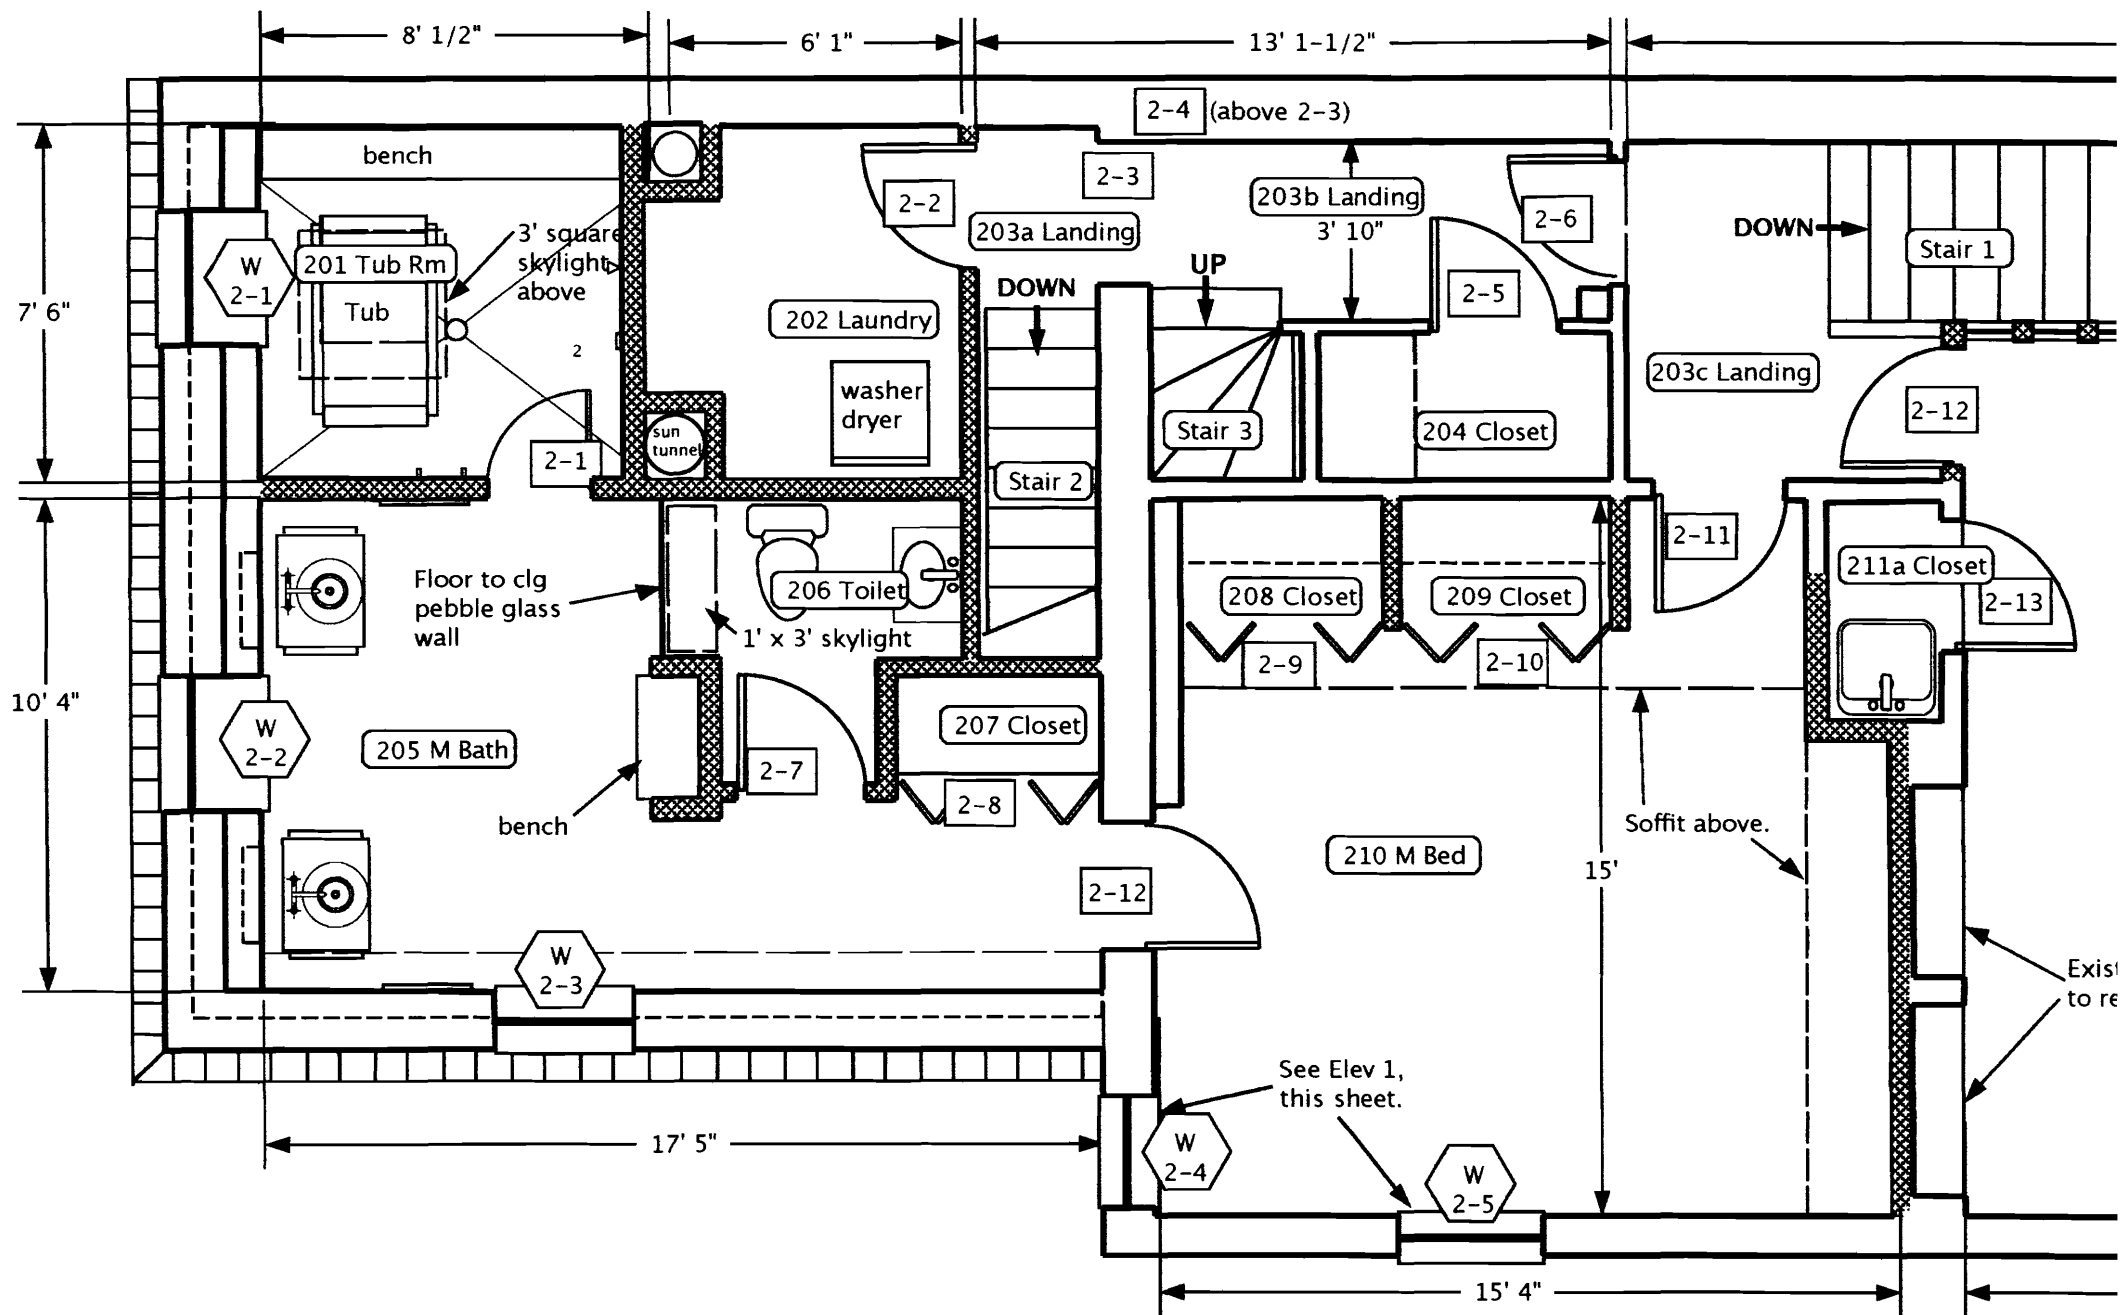 8' 1/2"
6' 1"
13' 1-1/2"
2-4 (above 2-3)
bench
2-3
2-2
203b Landing
3' 10"
2-6
203a Landing
DOWN
Stair 1
3' square
skylight
above
W
2-1
201 Tub Rm
Tub
7' 6"
2
UP
DOWN
2-5
202 Laundry
203c Landing
washer
dryer
2-12
sun
tunnel
Stair 3
204 Closet
2-1
Stair 2
2-11
211a Closet
2-13
Floor to clg
pebble glass
wall
206 Toilet
1' x 3' skylight
208 Closet
209 Closet
2-9
2-10
10' 4"
W
2-2
205 M Bath
207 Closet
2-7
2-8
bench
Soffit above.
210 M Bed
15'
2-12
W
2-3
to
See Elev 1,
this sheet.
17' 5"
W
2-4
W
2-5
15' 4"